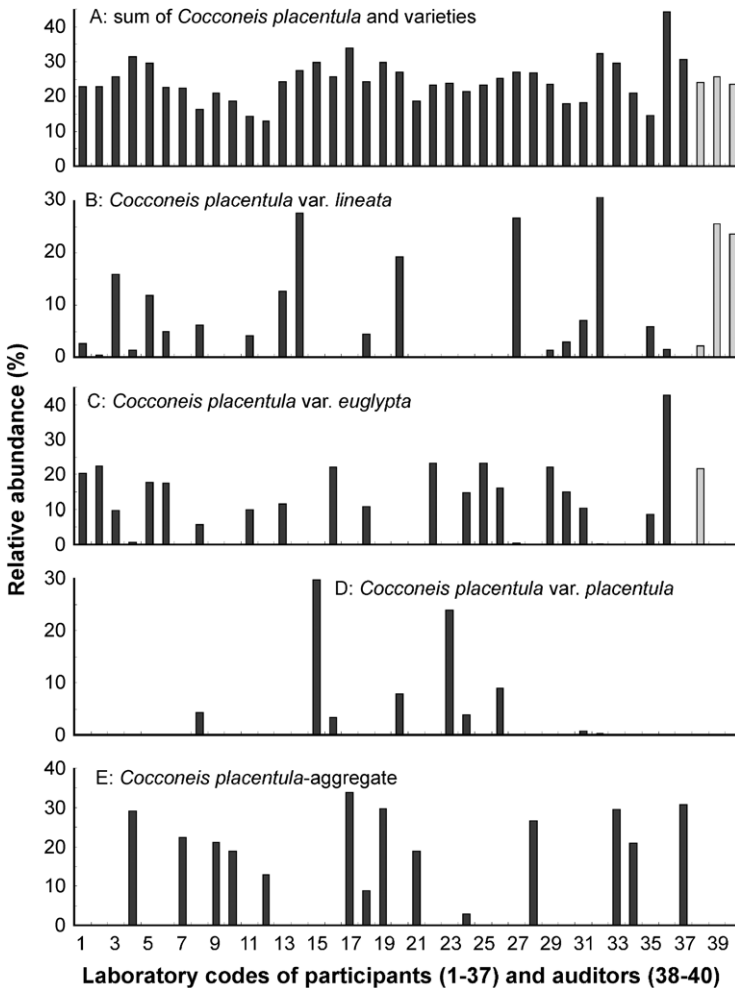 A: sum of Cocconeis placentula and varieties
40
30
20
10
0
B: Cocconeis placentula var. lineata
30
20
10
0
C: Cocconeis placentula var. euglypta
40
30
20
10
0
D: Cocconeis placentula var. placentula
30
20
10
0
E: Cocconeis placentula-aggregate
40
30
20
10
0
Relative abundance (%)
1 3 5 7 9 11 13 15 17 19 21 23 25 27 29 31 33 35 37 39
Laboratory codes of participants (1-37) and auditors (38-40)